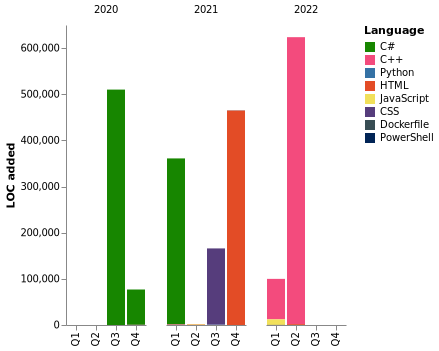 2020 2021 2022
Language
C#
C++
Python
HTML
JavaScript
CSS
Dockerfile
PowerShell
LOC added
600,000
500,000
400,000
300,000
200,000
100,000
0
Q1 Q2 Q3 Q4 Q1 Q2 Q3 Q4 Q1 Q2 Q3 Q4